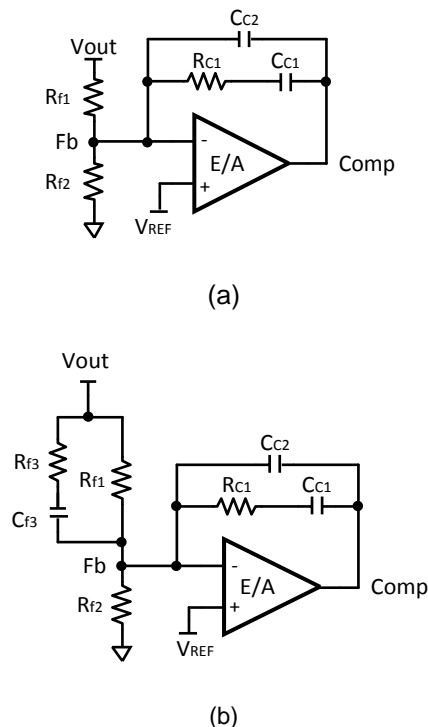 Vout
Rf1
Fb
Rf2
CC2
RC1
CC1
-
E/A
+
VREF
Comp
(a)
Vout
Rf3
Rf1
Cf3
Fb
Rf2
CC2
RC1
CC1
-
E/A
+
VREF
Comp
(b)